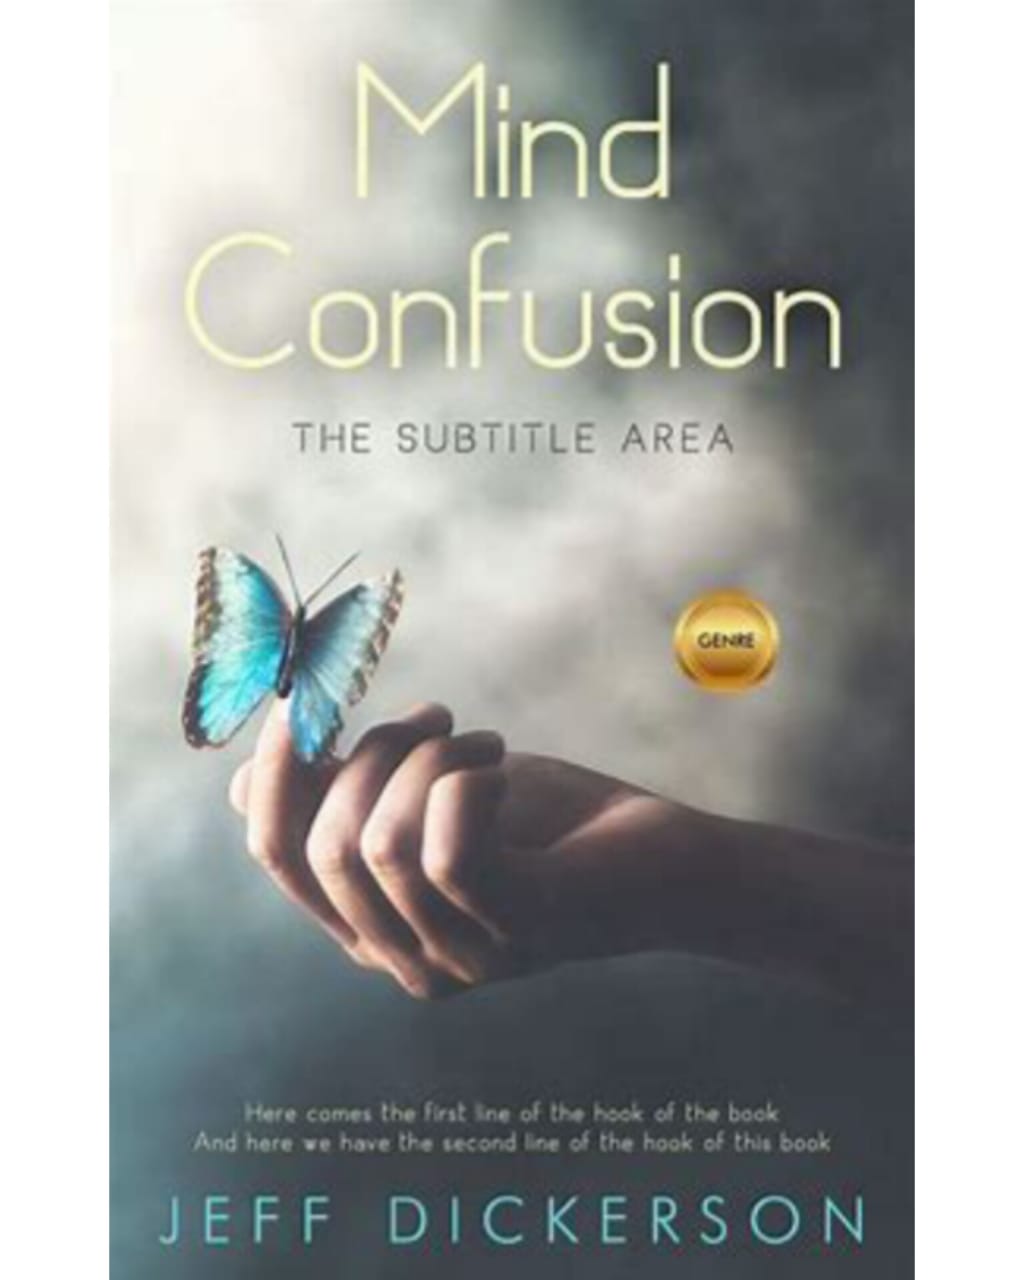 Mind
Confusion
THE SUBTITLE AREA
GENRE
Here comes the first line of the hook of the book
And here we have the second line of the hook of this book
JEFF DICKERSON